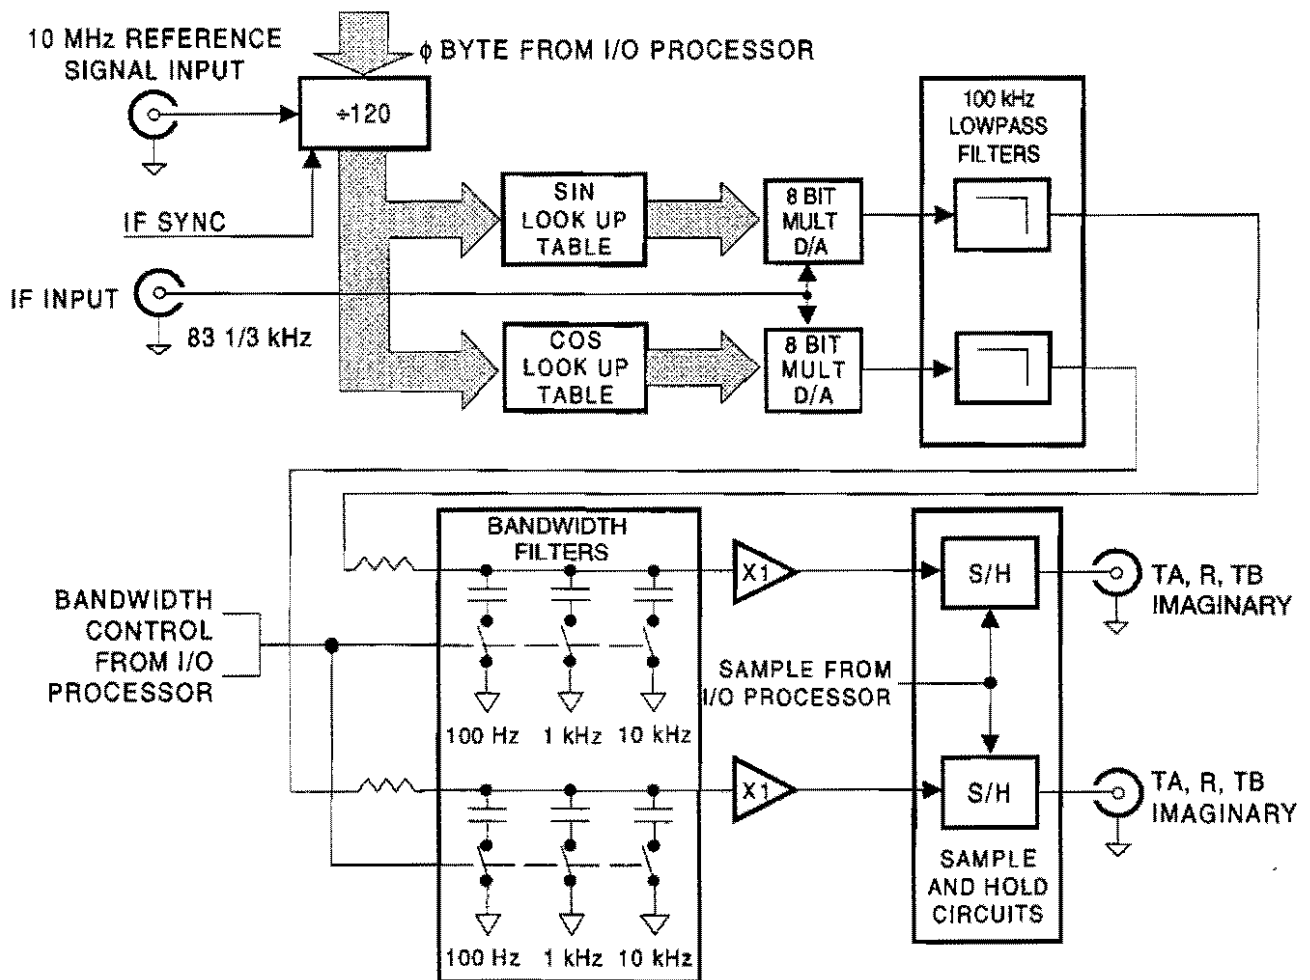 10 MHz REFERENCE
SIGNAL INPUT
ϕ BYTE FROM I/O PROCESSOR
÷120
100 kHz
LOWPASS
FILTERS
SIN
LOOK UP
TABLE
8 BIT
MULT
D/A
IF SYNC
IF INPUT
83 1/3 kHz
COS
LOOK UP
TABLE
8 BIT
MULT
D/A
BANDWIDTH
FILTERS
X1
S/H
TA, R, TB
IMAGINARY
BANDWIDTH
CONTROL
FROM I/O
PROCESSOR
SAMPLE FROM
I/O PROCESSOR
100 Hz 1 kHz 10 kHz
X1
S/H
TA, R, TB
IMAGINARY
SAMPLE
AND HOLD
CIRCUITS
100 Hz 1 kHz 10 kHz